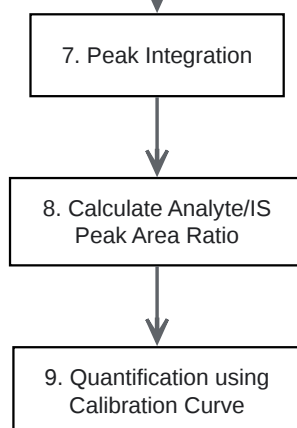 7. Peak Integration
8. Calculate Analyte/IS
Peak Area Ratio
9. Quantification using
Calibration Curve